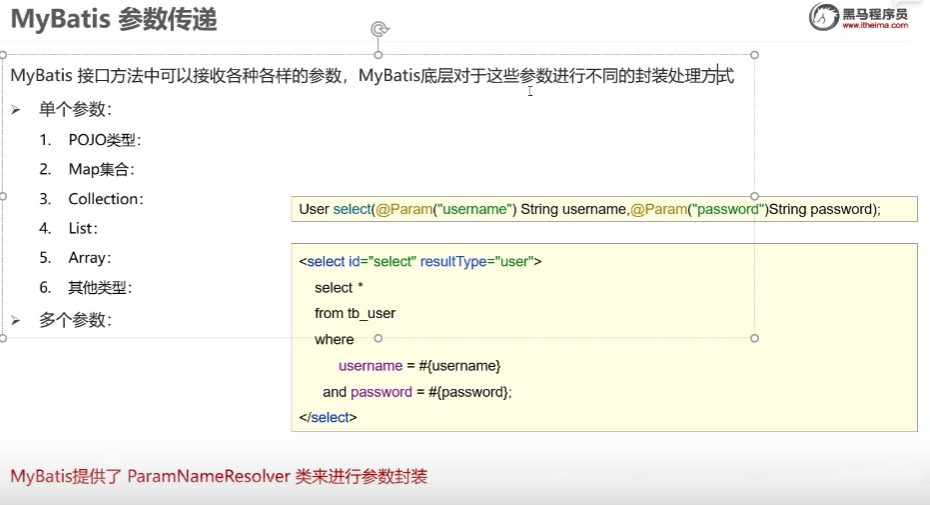 MyBatis 参数传递
黑马程序员
www.itheima.com
MyBatis 接口方法中可以接收各种各样的参数，MyBatis底层对于这些参数进行不同的封装处理方式
➢ 单个参数：
1. POJO类型：
2. Map集合：
3. Collection：
4. List：
5. Array：
6. 其他类型：
➢ 多个参数：
User select(@Param("username") String username,@Param("password")String password);
<select id="select" resultType="user">
select *
from tb_user
where
username = #{username}
and password = #{password};
</select>
MyBatis提供了 ParamNameResolver 类来进行参数封装